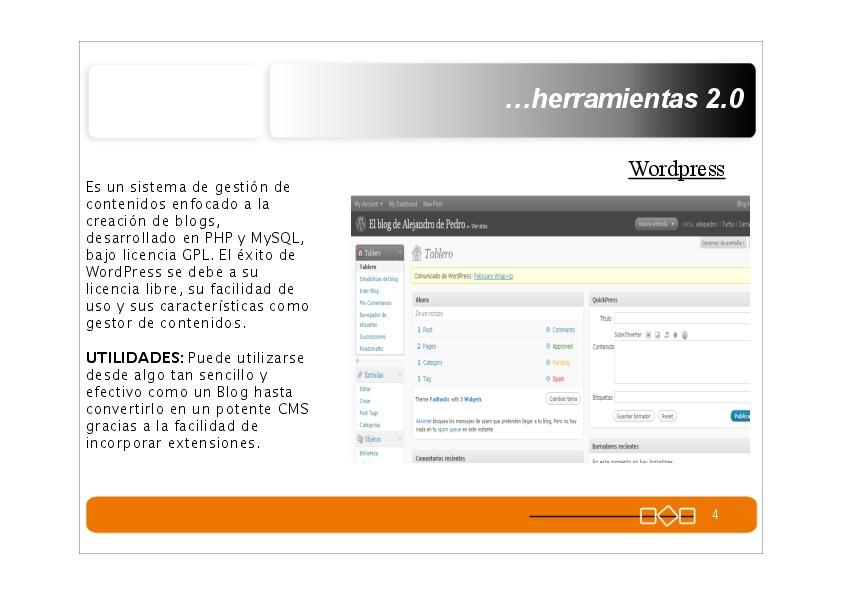 ...herramientas 2.0
Wordpress
Es un sistema de gestión de
contenidos enfocado a la
creación de blogs,
desarrollado en PHP y MySQL,
bajo licencia GPL. El éxito de
WordPress se debe a su
licencia libre, su facilidad de
uso y sus características como
gestor de contenidos.
UTILIDADES: Puede utilizarse
desde algo tan sencillo y
efectivo como un Blog hasta
convertirlo en un potente CMS
gracias a la facilidad de
incorporar extensiones.
My Account My Dashboard New Post
El blog de Alejandro de Pedro
Nueva entrada adepedro Turbo
Opciones de pantalla
Tablero
Tablero
Estadísticas del blog
Mis Comentarios
Navegador de
etiquetas
Suscripciones
Readomattic
Entradas
Editar
Crear
Post Tags
Categorías
Objetos
Biblioteca
Tablero
Comunicado de WordPress: February Wrap-Up
Ahora
De un vistazo
1 Post 0 Comments
2 Pages 0 Approved
1 Category 0 Pending
1 Tag 0 Spam
Theme Fadtastic with 3 Widgets Cambiar tema
Akismet bloquea los mensajes de spam que pretenden llegar a tu blog. Pero no hay
nada en tu spam queue en este instante.
Comentarios recientes
QuickPress
Título
Subir/Insertar
Contenido
Etiquetas
Guardar borrador Reset Publica
Borradores recientes
En este momento no hay borradores
4